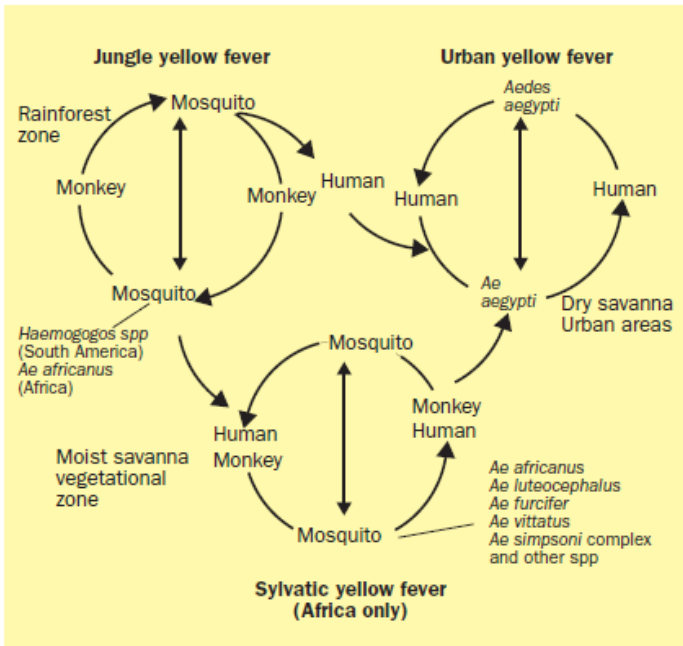 Jungle yellow fever
Urban yellow fever
Rainforest
zone
Mosquito
Monkey
Monkey
Mosquito
Haemogogos spp
(South America)
Ae africanus
(Africa)
Human
Aedes
aegypti
Human
Human
Ae
aegypti
Dry savanna
Urban areas
Mosquito
Human
Monkey
Monkey
Human
Moist savanna
vegetational
zone
Mosquito
Ae africanus
Ae luteocephalus
Ae furcifer
Ae vittatus
Ae simpsoni complex
and other spp
Sylvatic yellow fever
(Africa only)